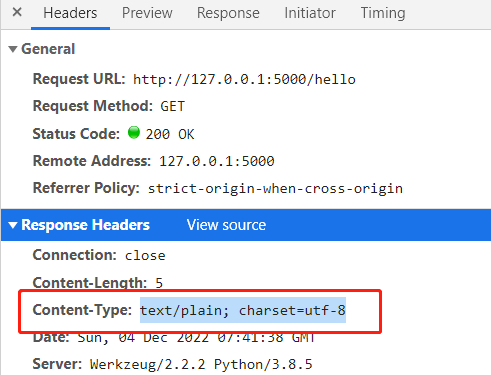 × Headers Preview Response Initiator Timing
▼ General
Request URL: http://127.0.0.1:5000/hello
Request Method: GET
Status Code: 200 OK
Remote Address: 127.0.0.1:5000
Referrer Policy: strict-origin-when-cross-origin
▼ Response Headers View source
Connection: close
Content-Length: 5
Content-Type: text/plain; charset=utf-8
Date: Sun, 04 Dec 2022 07:41:38 GMT
Server: Werkzeug/2.2.2 Python/3.8.5